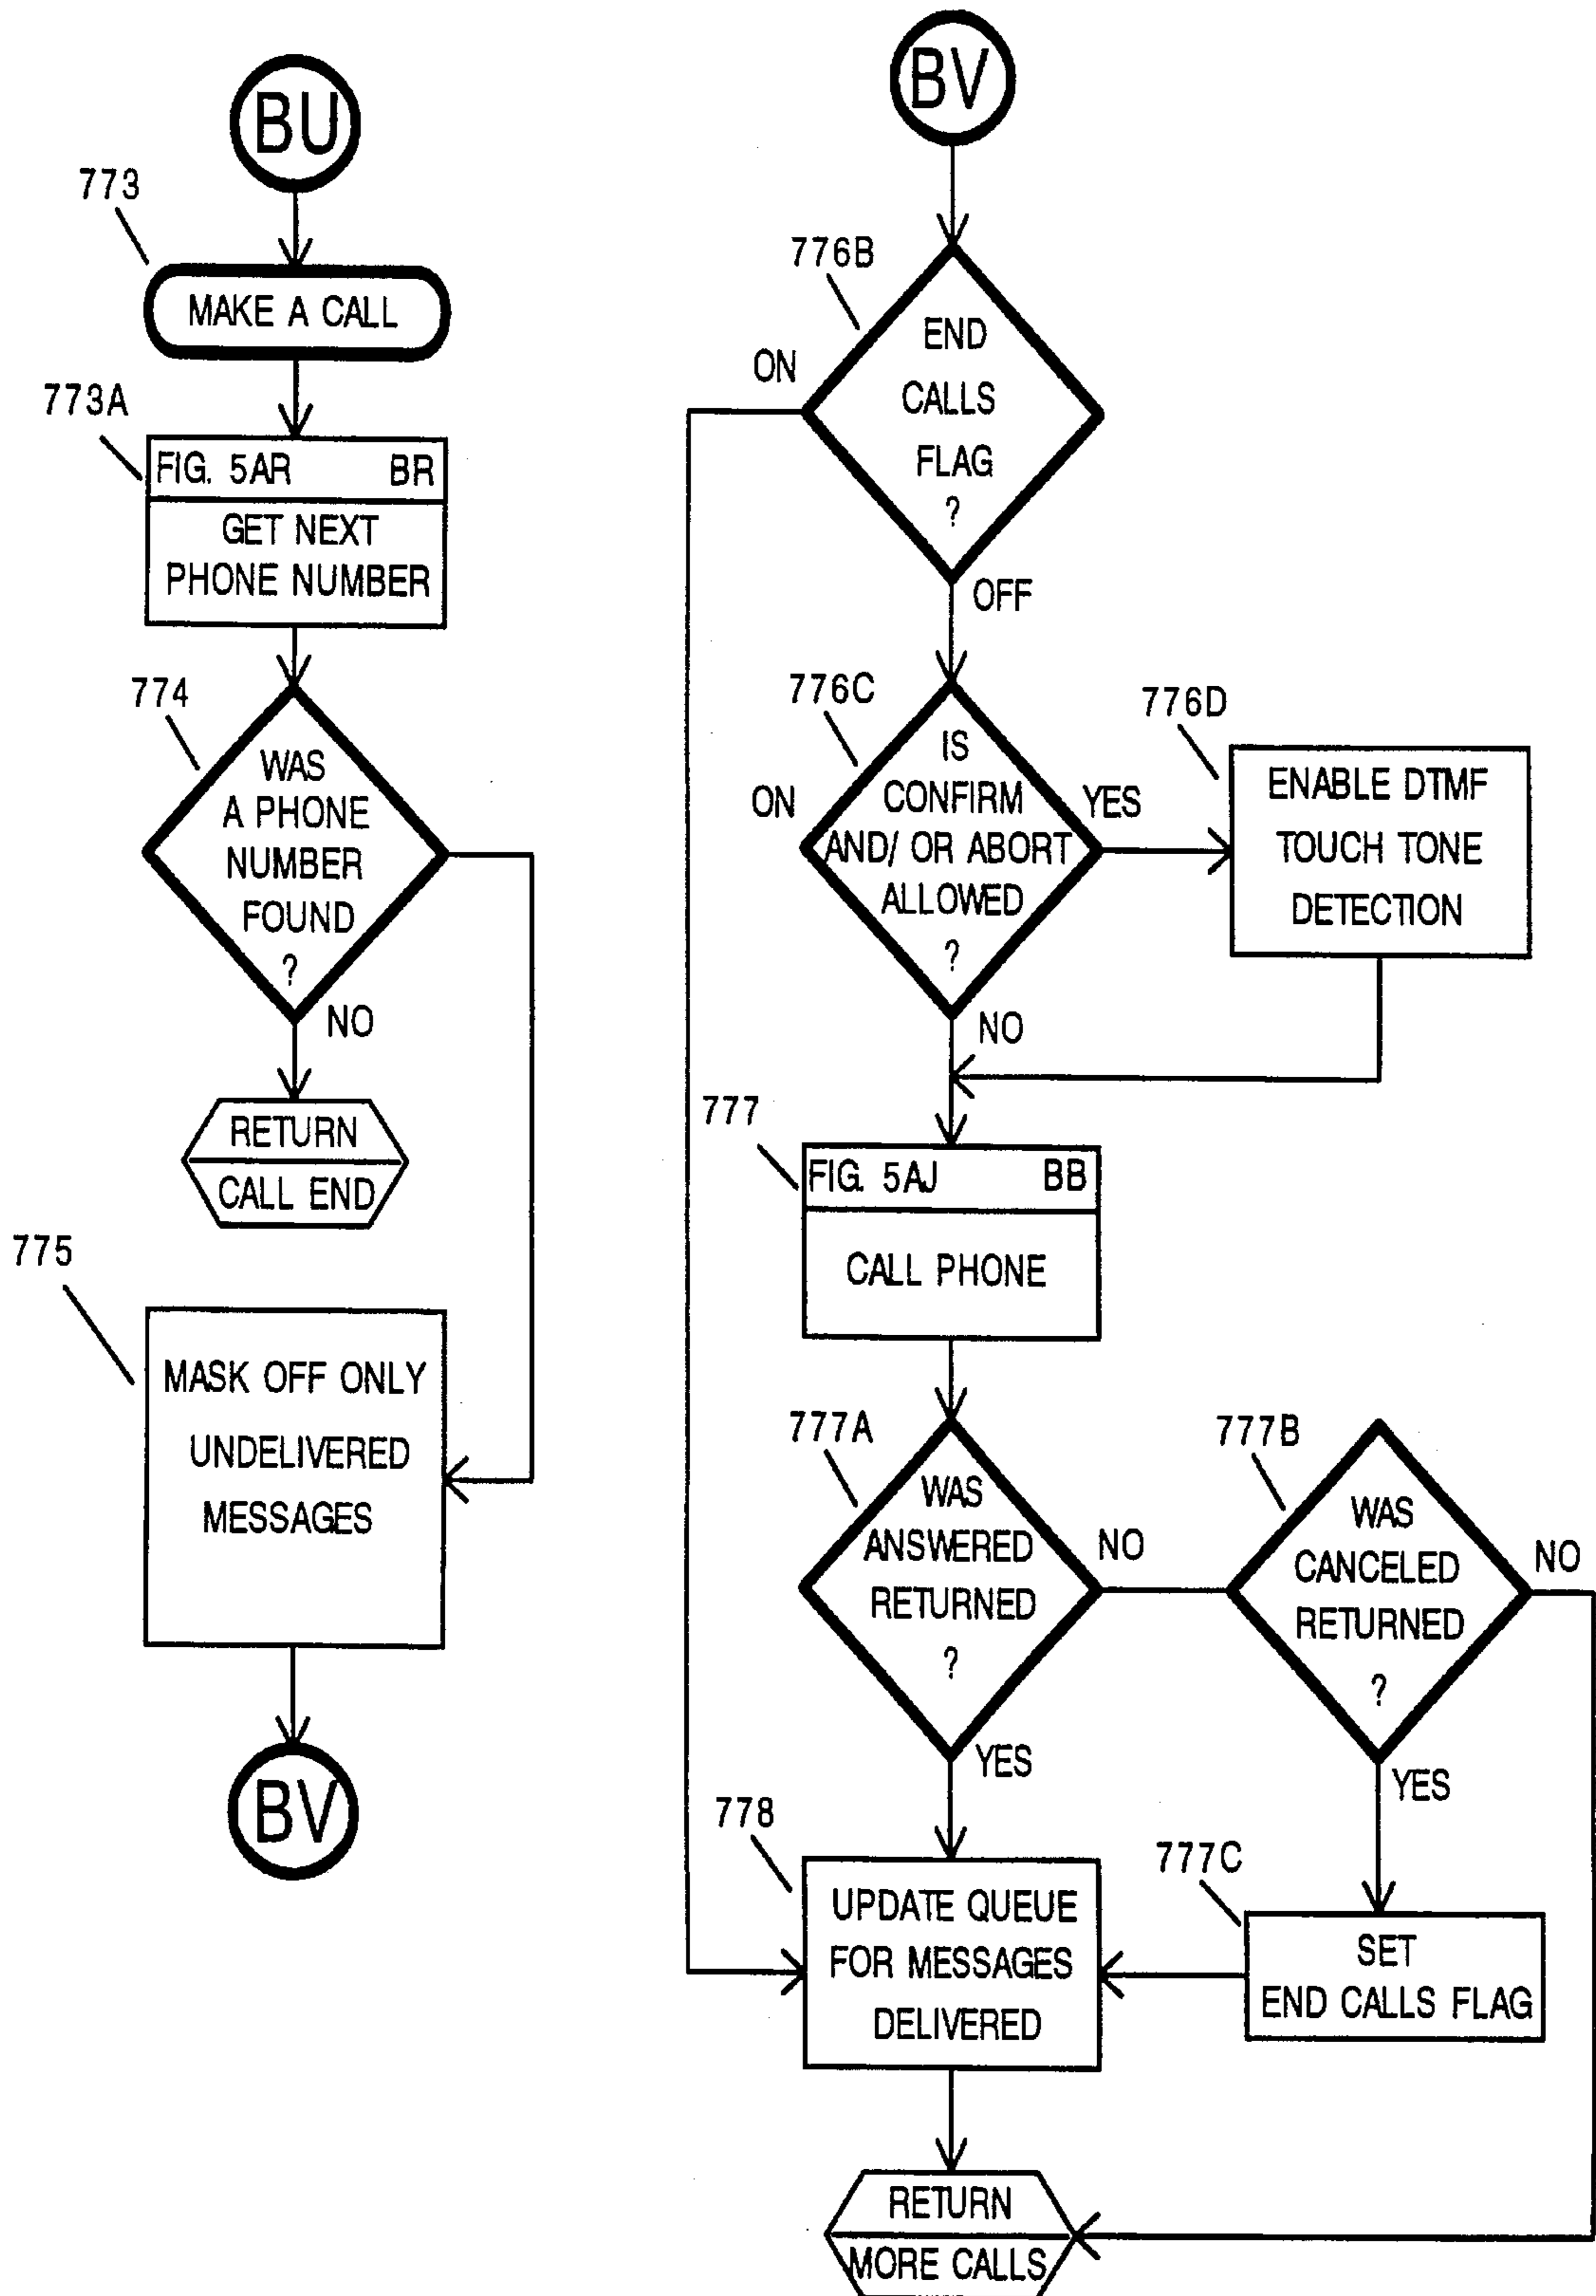 BU
773
MAKE A CALL
773A
FIG. 5AR BR
GET NEXT
PHONE NUMBER
774
WAS
A PHONE
NUMBER
FOUND
?
NO
RETURN
CALL END
775
MASK OFF ONLY
UNDELIVERED
MESSAGES
BV
BV
776B
END
CALLS
FLAG
?
ON
OFF
776C
IS
CONFIRM
AND/ OR ABORT
ALLOWED
?
ON
YES
NO
776D
ENABLE DTMF
TOUCH TONE
DETECTION
777
FIG. 5AJ BB
CALL PHONE
777A
WAS
ANSWERED
RETURNED
?
NO
YES
777B
WAS
CANCELED
RETURNED
?
NO
YES
777C
SET
END CALLS FLAG
778
UPDATE QUEUE
FOR MESSAGES
DELIVERED
RETURN
MORE CALLS